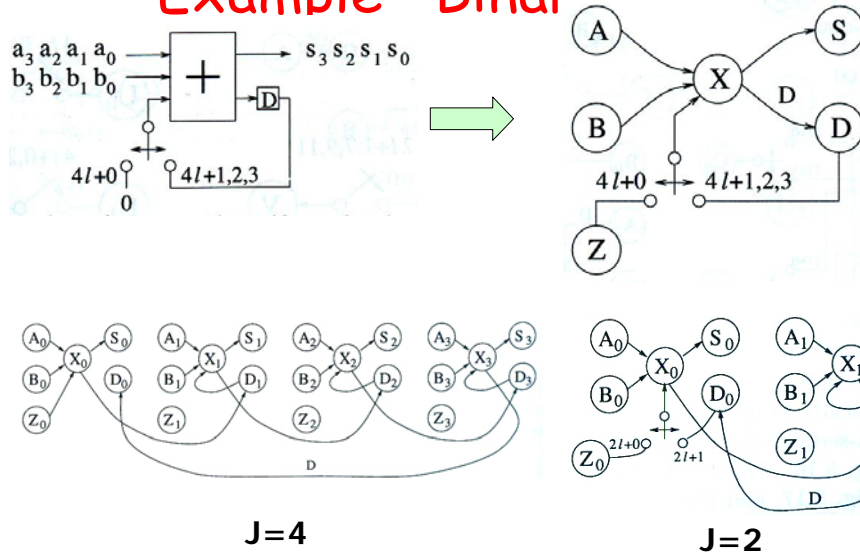 Example Binar
a₃ a₂ a₁ a₀
b₃ b₂ b₁ b₀
+
s₃ s₂ s₁ s₀
D
4l+0
4l+1,2,3
0
A
B
X
S
D
D
4l+0
4l+1,2,3
Z
A₀ S₀ A₁ S₁ A₂ S₂ A₃ S₃
X₀ X₁ X₂ X₃
B₀ D₀ B₁ D₁ B₂ D₂ B₃ D₃
Z₀ Z₁ Z₂ Z₃
D
J=4
A₀ S₀ A₁
X₀ X₁
B₀ D₀ B₁
Z₀ 2l+0 2l+1 Z₁
D
J=2